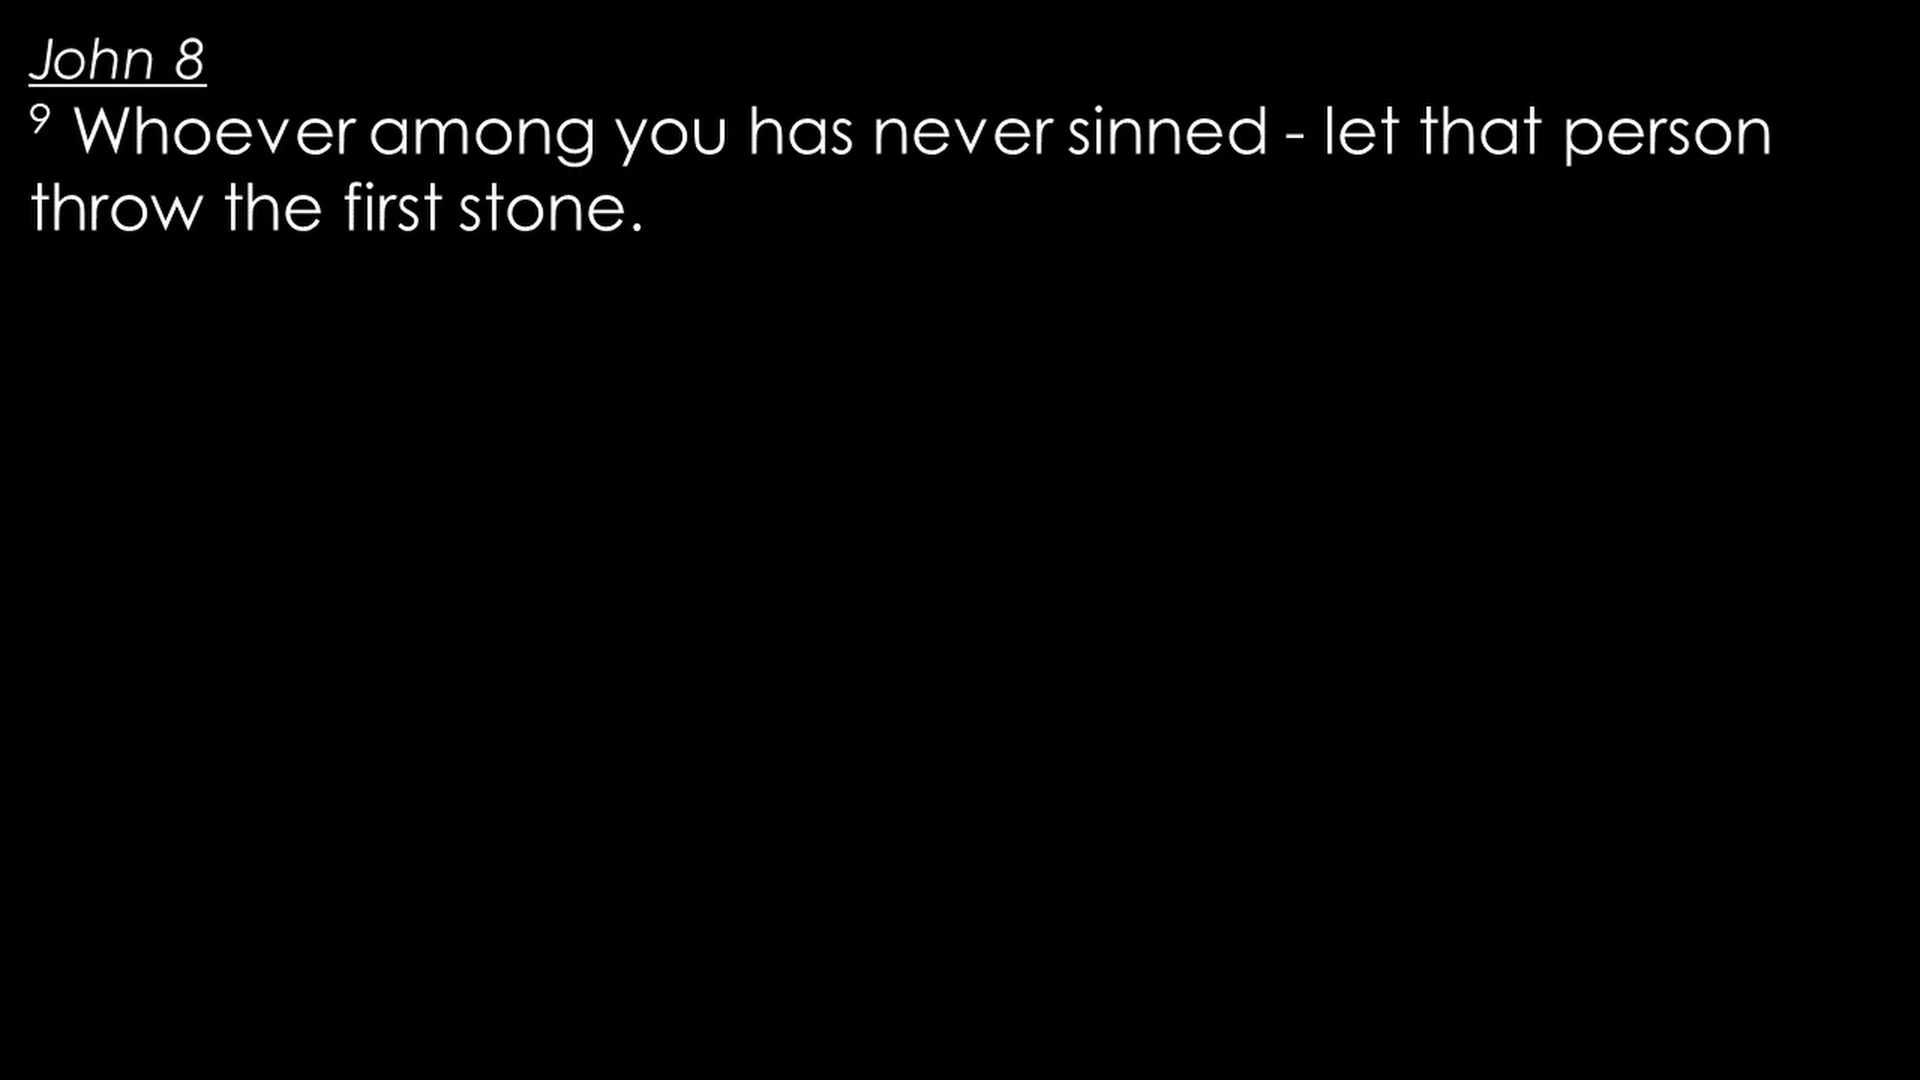 John 8
9 Whoever among you has never sinned - let that person
throw the first stone.